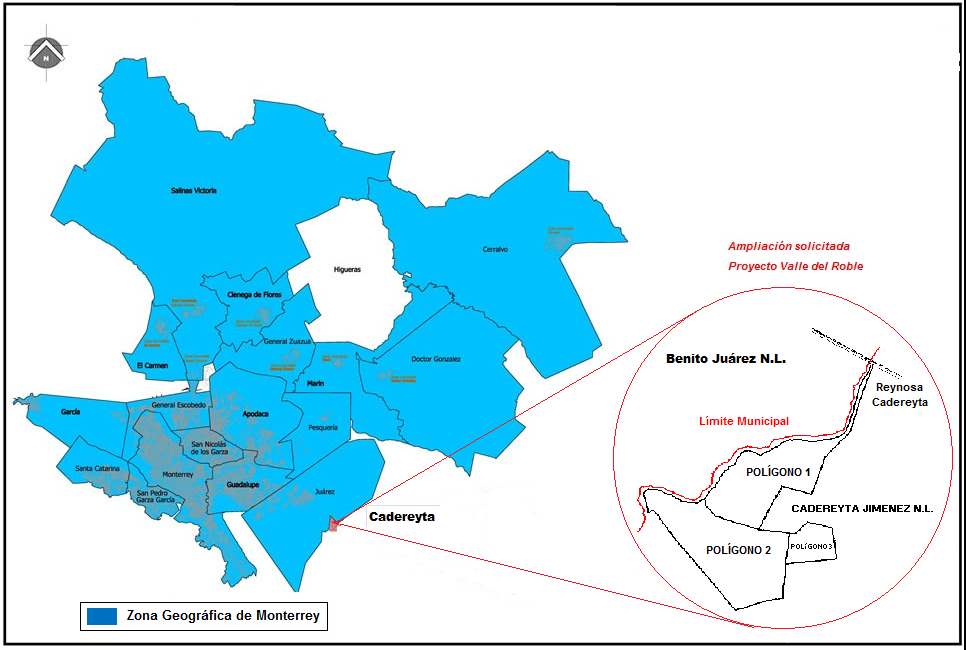 N
Salinas Victoria
Cerralvo
Higueras
Cienega de Flores
General Zuazua
Doctor Gonzalez
El Carmen
Marin
García
General Escobedo
Apodaca
Pesquería
San Nicolás
de los Garza
Santa Catarina
Monterrey
Guadalupe
San Pedro
Garza García
Juárez
Cadereyta
Ampliación solicitada
Proyecto Valle del Roble
Benito Juárez N.L.
Reynosa
Cadereyta
Límite Municipal
POLÍGONO 1
CADEREYTA JIMENEZ N.L.
POLÍGONO 2
POLÍGONO 3
Zona Geográfica de Monterrey